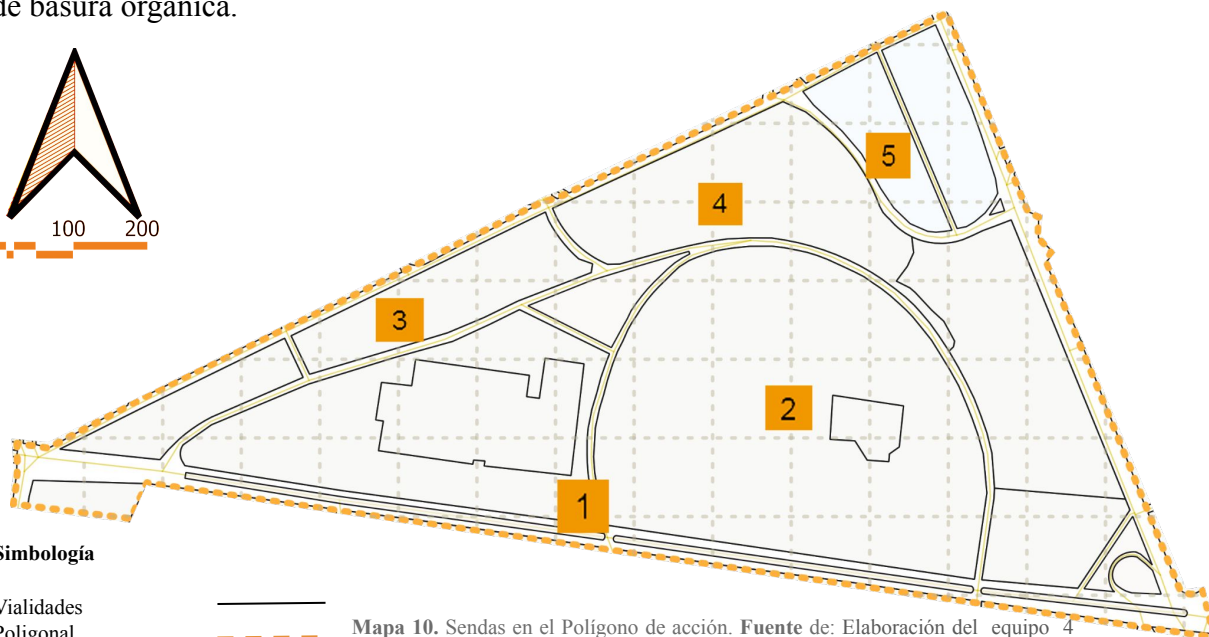 de basura orgánica.
100 200
5
4
3
2
1
Simbología
Vialidades
Poligonal
Mapa 10. Sendas en el Polígono de acción. Fuente de: Elaboración del equipo 4